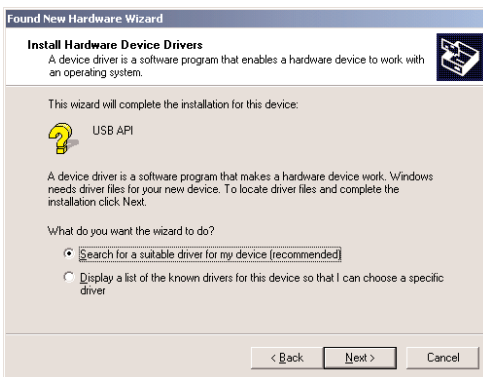 Found New Hardware Wizard
Install Hardware Device Drivers
A device driver is a software program that enables a hardware device to work with
an operating system.
This wizard will complete the installation for this device:
USB API
A device driver is a software program that makes a hardware device work. Windows
needs driver files for your new device. To locate driver files and complete the
installation click Next.
What do you want the wizard to do?
Search for a suitable driver for my device (recommended)
Display a list of the known drivers for this device so that I can choose a specific
driver
< Back Next > Cancel